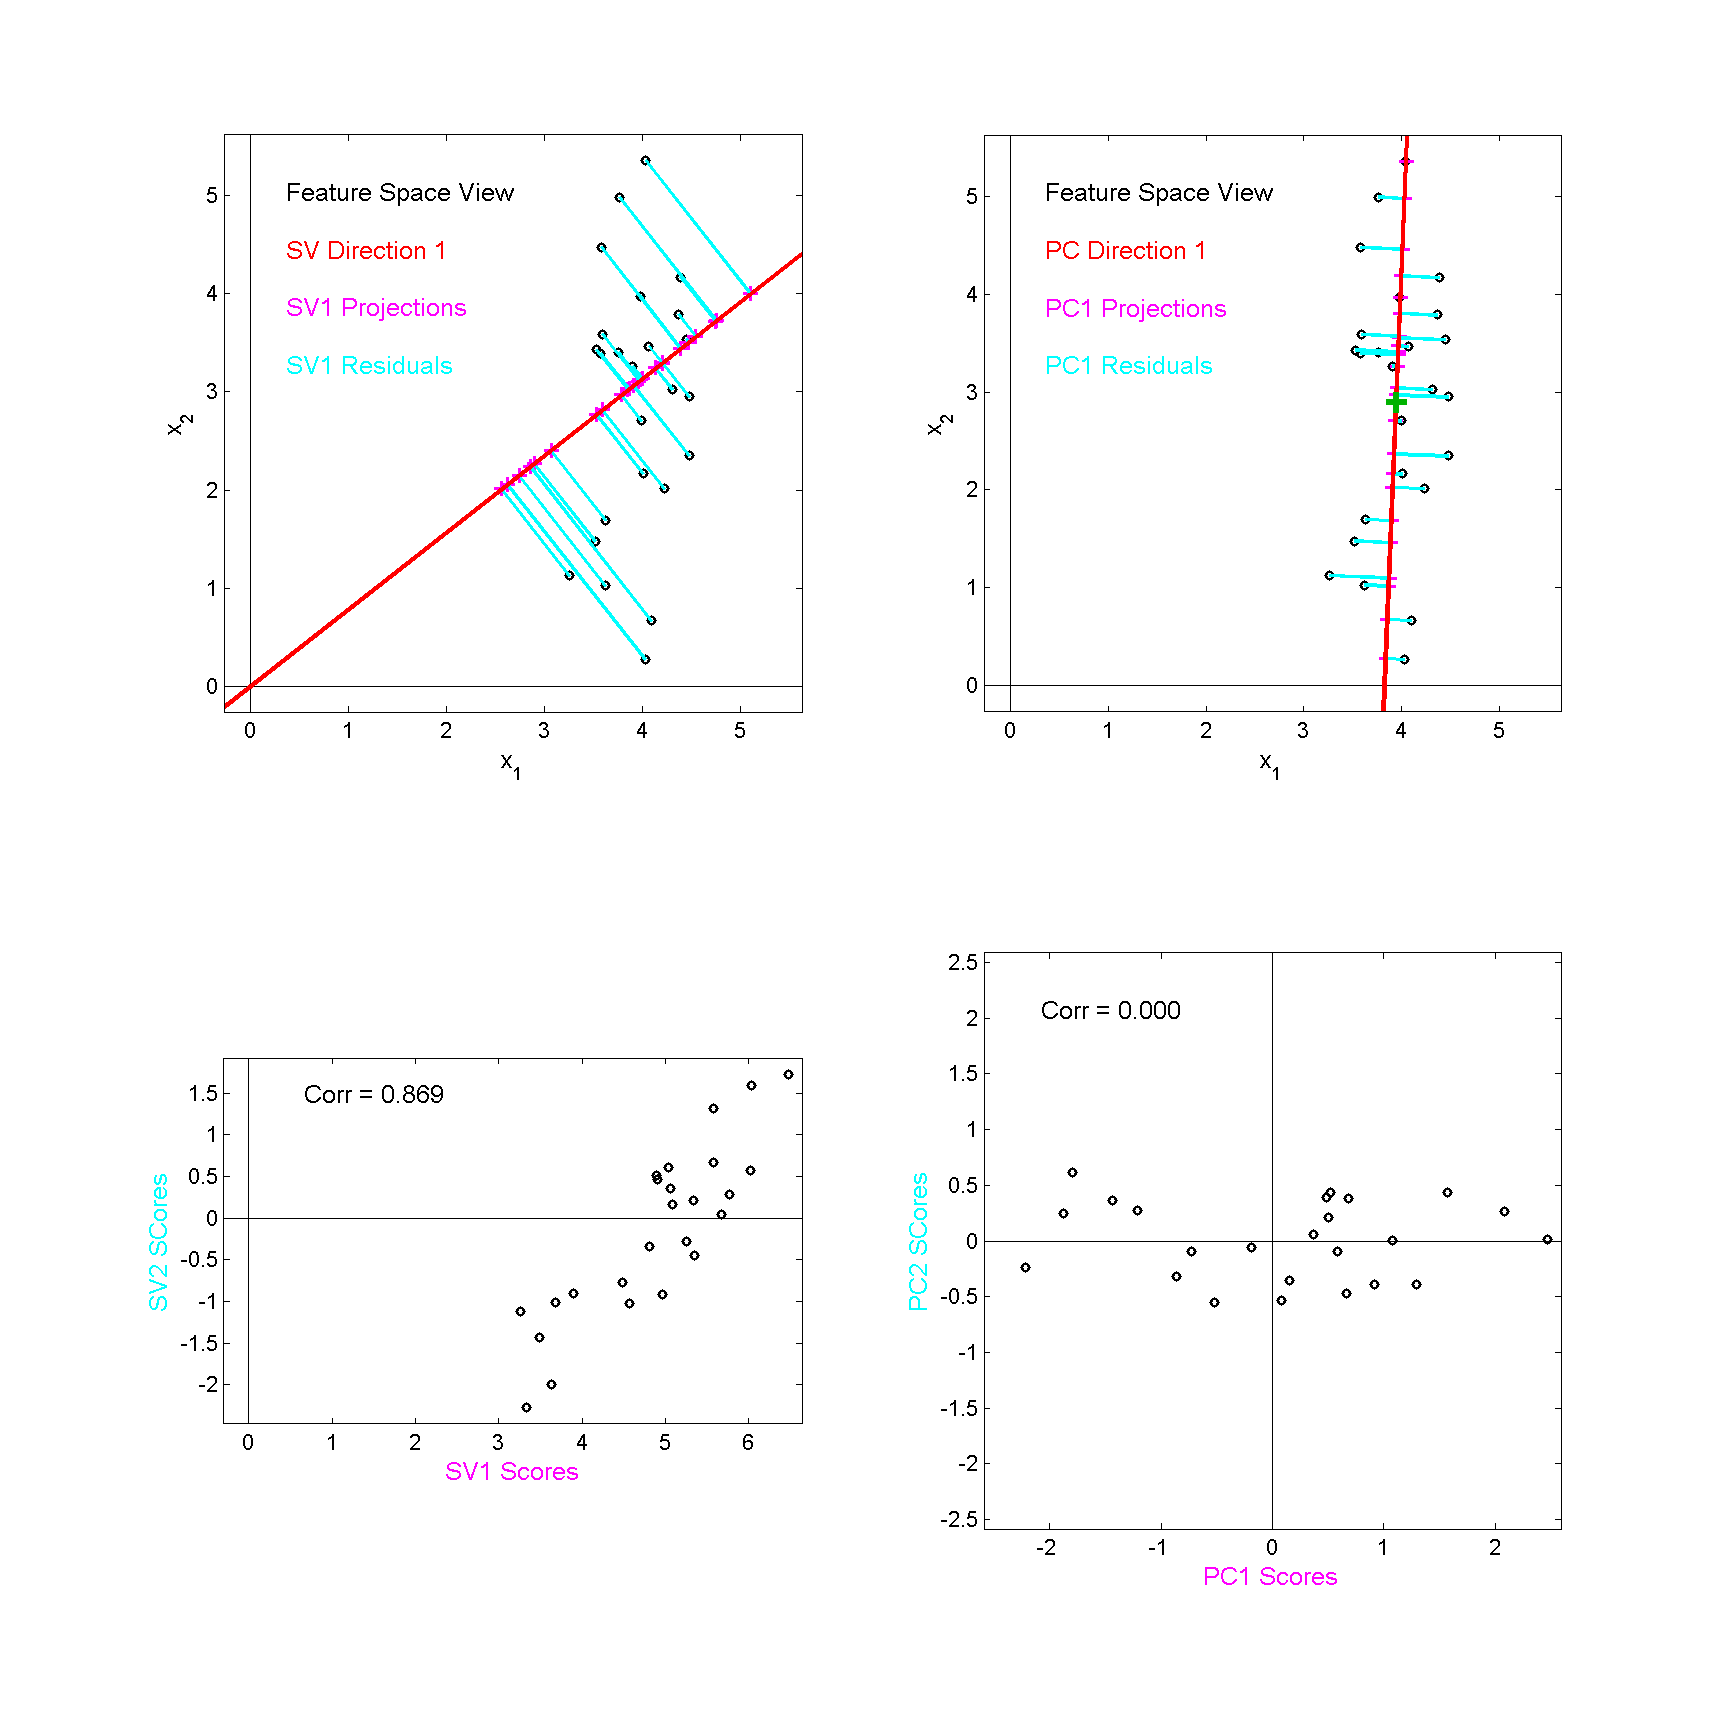 Feature Space View
SV Direction 1
SV1 Projections
SV1 Residuals
5
4
3
2
1
0
x2
0 1 2 3 4 5
x1
Feature Space View
PC Direction 1
PC1 Projections
PC1 Residuals
5
4
3
2
1
0
x2
0 1 2 3 4 5
x1
Corr = 0.869
1.5
1
0.5
0
-0.5
-1
-1.5
-2
SV2 SCores
0 1 2 3 4 5 6
SV1 Scores
Corr = 0.000
2.5
2
1.5
1
0.5
0
-0.5
-1
-1.5
-2
-2.5
PC2 SCores
-2 -1 0 1 2
PC1 Scores